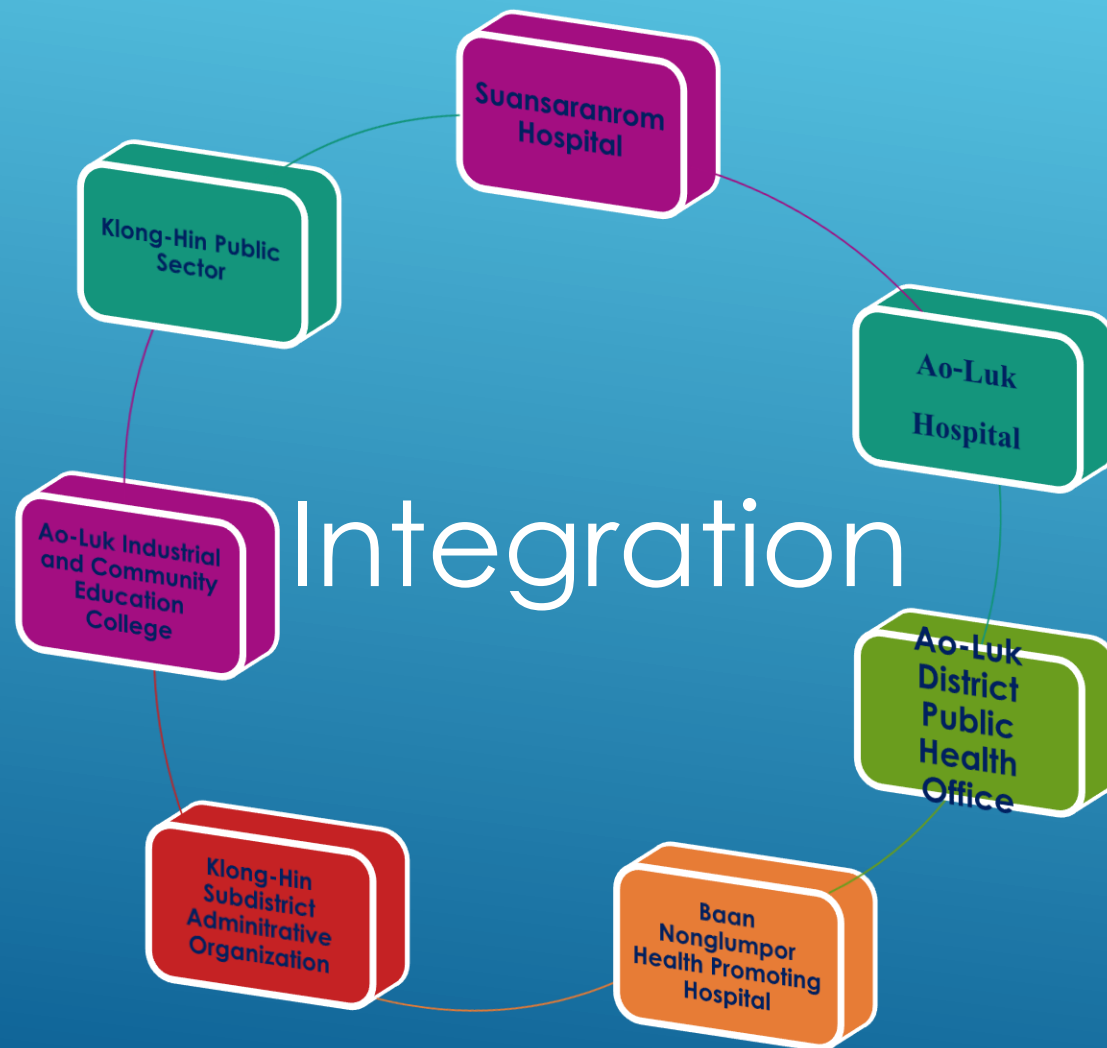 Suansaranrom
Hospital
Klong-Hin Public
Sector
Ao-Luk
Hospital
Integration
Ao-Luk Industrial
and Community
Education
College
Ao-Luk
District
Public
Health
Office
Klong-Hin
Subdistrict
Adminitrative
Organization
Baan
Nonglumpor
Health Promoting
Hospital